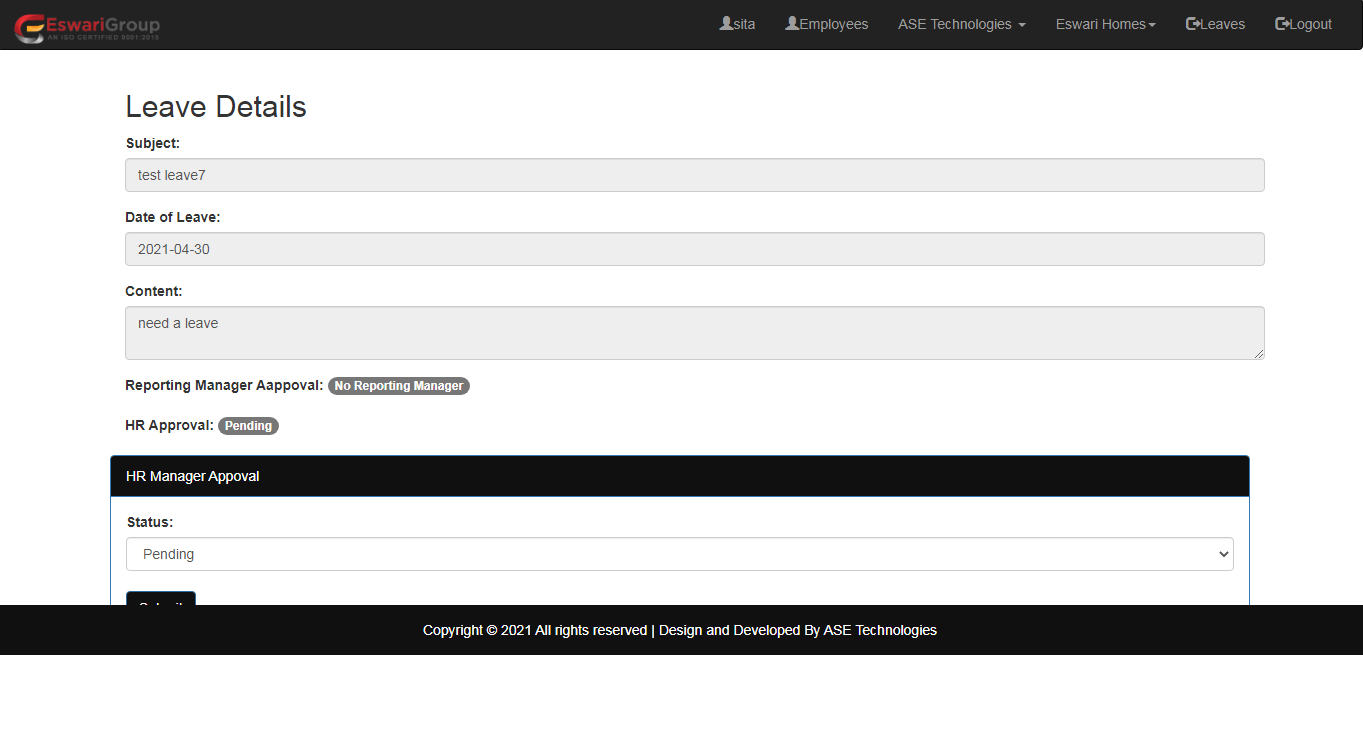 EswariGroup
AN ISO CERTIFIED 9001:2015
sita Employees ASE Technologies Eswari Homes Leaves Logout
Leave Details
Subject:
test leave7
Date of Leave:
2021-04-30
Content:
need a leave
Reporting Manager Aappoval: No Reporting Manager
HR Approval: Pending
HR Manager Appoval
Status:
Pending
Submit
Copyright © 2021 All rights reserved | Design and Developed By ASE Technologies